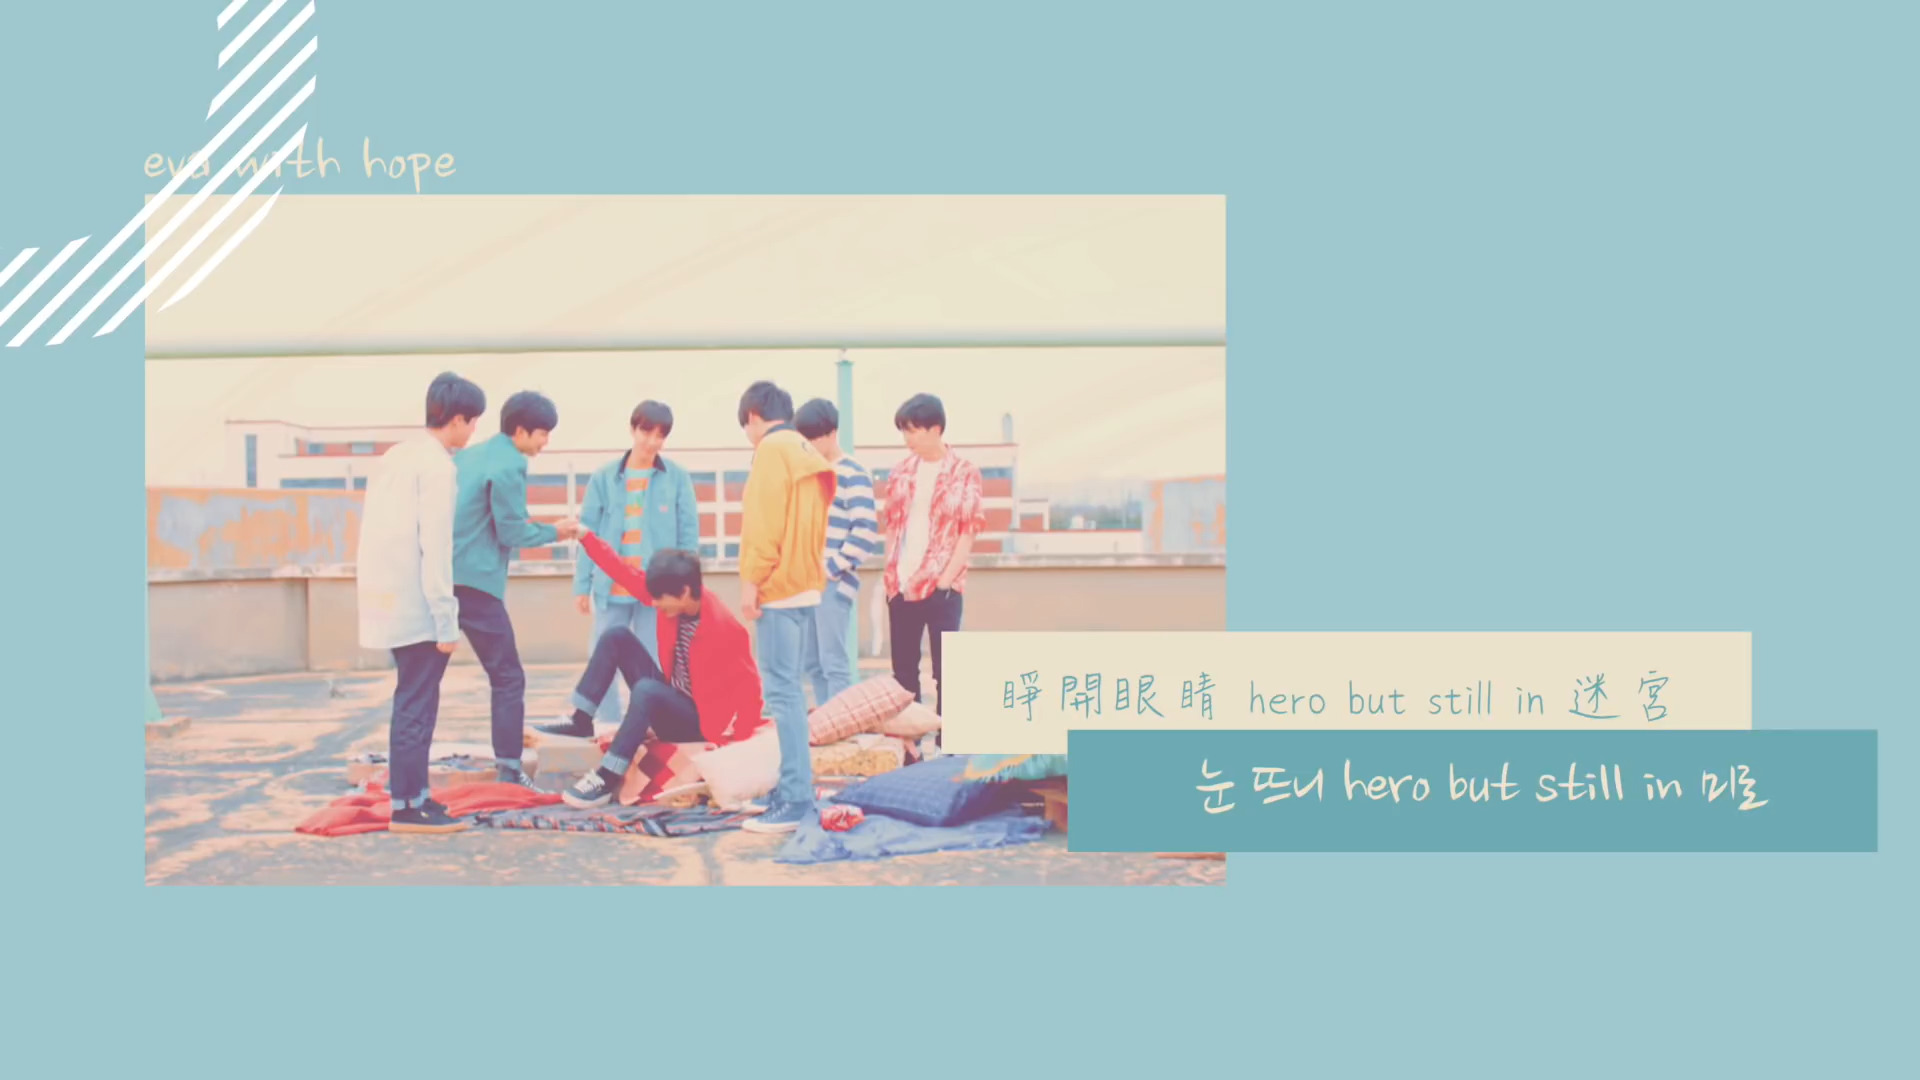 eva with hope
睜開眼睛 hero but still in 迷宮
눈 뜨니 hero but still in 미로